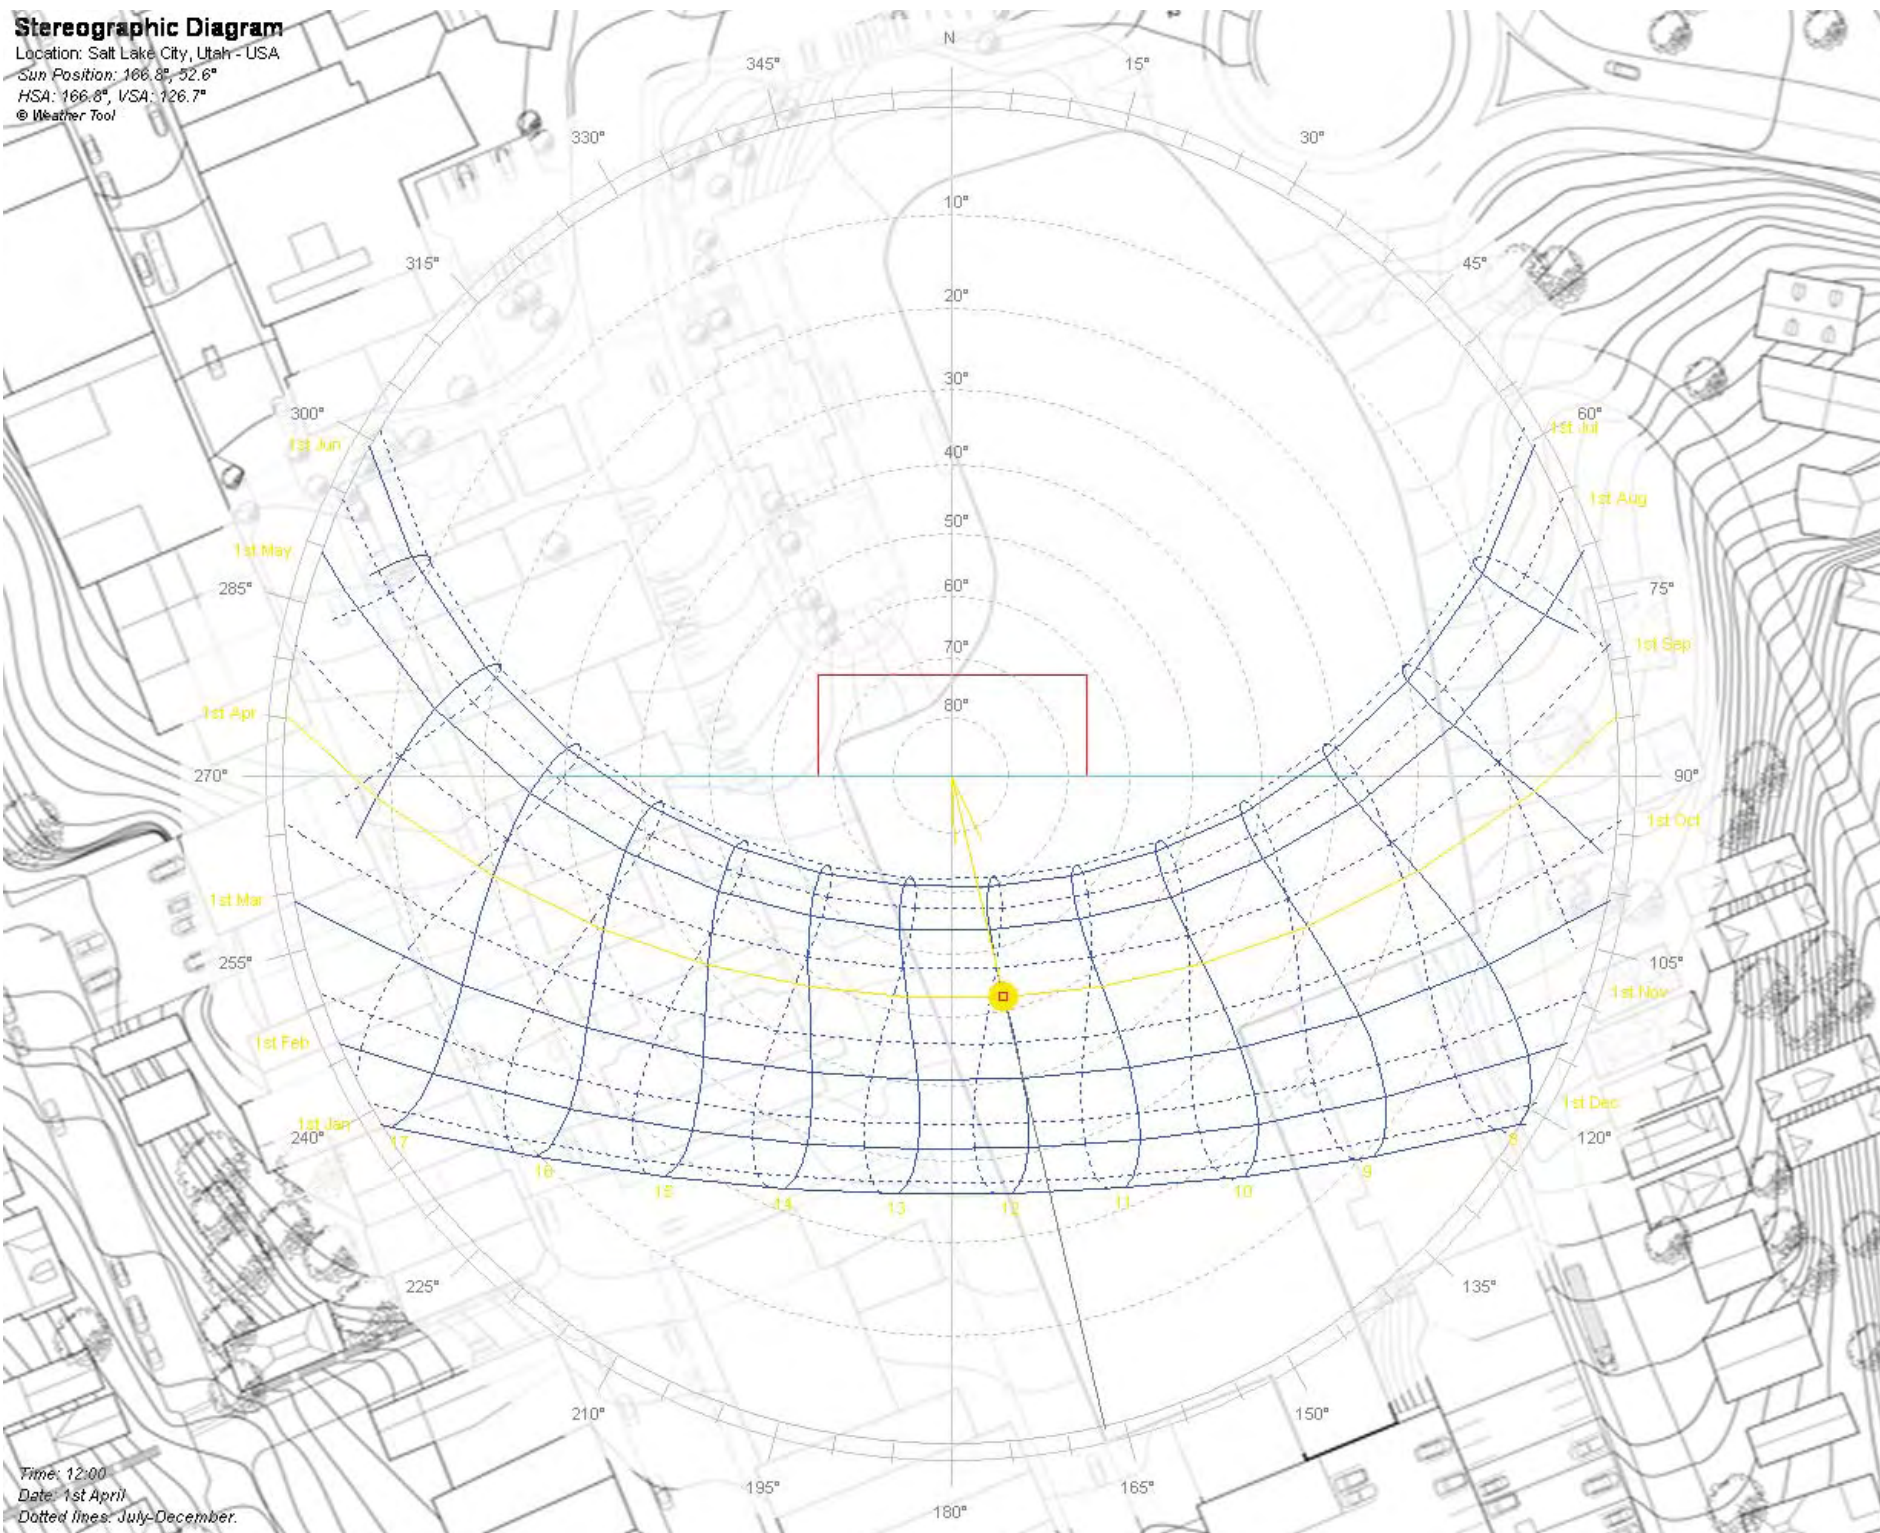 Stereographic Diagram
Location: Salt Lake City, Utah - USA
Sun Position: 166.8°, 52.6°
HSA: 166.8°, VSA: 126.7°
© Weather Tool
N
345°
15°
330°
30°
10°
315°
45°
20°
30°
300°
60°
1st Jun
1st Jul
40°
1st Aug
50°
1st May
285°
60°
75°
70°
1st Sep
1st Apr
80°
270°
90°
1st Oct
1st Mar
255°
105°
1st Nov
1st Feb
1st Dec
1st Jan
240°
120°
17
16
15
14
13
12
11
10
9
8
225°
135°
210°
150°
195°
165°
180°
Time: 12:00
Date: 1st April
Dotted lines: July-December.